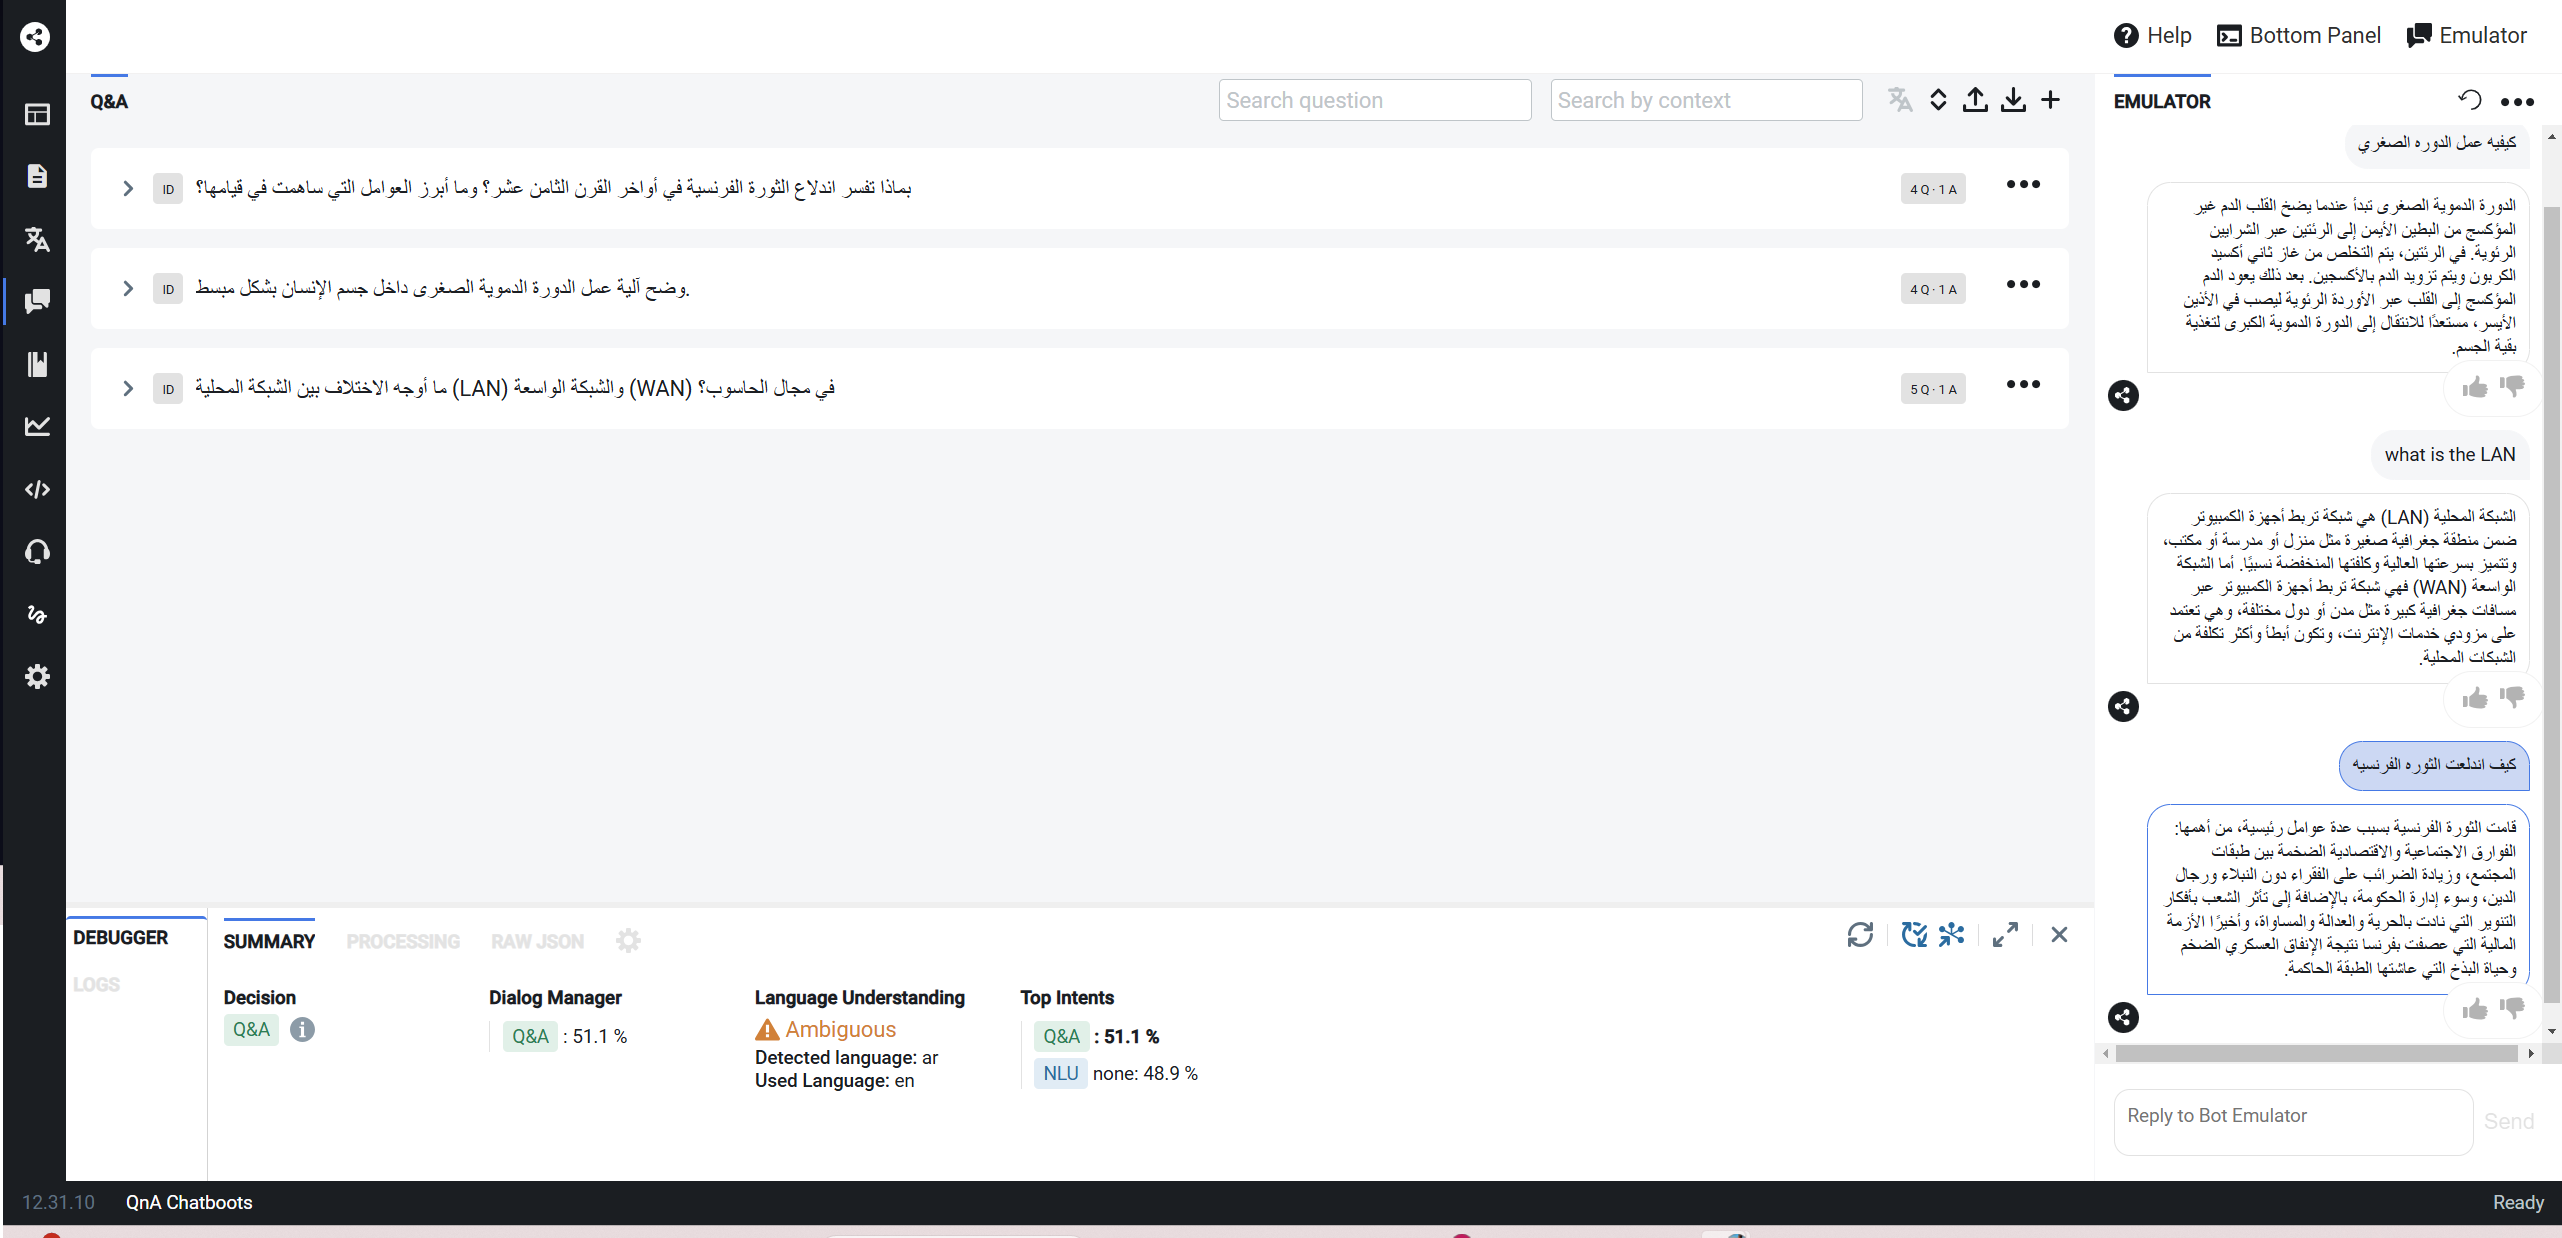 Help
Bottom Panel
Emulator
Q&A
Search question
Search by context
ID
بماذا تفسر اندلاع الثورة الفرنسية في أواخر القرن الثامن عشر؟ وما أبرز العوامل التي ساهمت في قيامها؟
4 Q · 1 A
ID
وضح آلية عمل الدورة الدموية الصغرى داخل جسم الإنسان بشكل مبسط.
4 Q · 1 A
ID
ما أوجه الاختلاف بين الشبكة المحلية (LAN) والشبكة الواسعة (WAN) في مجال الحاسوب؟
5 Q · 1 A
EMULATOR
كيفيه عمل الدوره الصغري
الدورة الدموية الصغرى تبدأ عندما يضخ القلب الدم غير
المؤكسج من البطين الأيمن إلى الرئتين عبر الشرايين
الرئوية. في الرئتين، يتم التخلص من غاز ثاني أكسيد
الكربون ويتم تزويد الدم بالأكسجين. بعد ذلك يعود الدم
المؤكسج إلى القلب عبر الأوردة الرئوية ليصب في الأذين
الأيسر، مستعدًا للانتقال إلى الدورة الدموية الكبرى لتغذية
بقية الجسم.
what is the LAN
الشبكة المحلية (LAN) هي شبكة تربط أجهزة الكمبيوتر
ضمن منطقة جغرافية صغيرة مثل منزل أو مدرسة أو مكتب،
وتتميز بسرعتها العالية وكلفتها المنخفضة نسبيًا. أما الشبكة
الواسعة (WAN) فهي شبكة تربط أجهزة الكمبيوتر عبر
مسافات جغرافية كبيرة مثل مدن أو دول مختلفة، وهي تعتمد
على مزودي خدمات الإنترنت، وتكون أبطأ وأكثر تكلفة من
الشبكات المحلية.
كيف اندلعت الثوره الفرنسيه
قامت الثورة الفرنسية بسبب عدة عوامل رئيسية، من أهمها:
الفوارق الاجتماعية والاقتصادية الضخمة بين طبقات
المجتمع، وزيادة الضرائب على الفقراء دون النبلاء ورجال
الدين، وسوء إدارة الحكومة، بالإضافة إلى تأثر الشعب بأفكار
التنوير التي نادت بالحرية والعدالة والمساواة، وأخيرًا الأزمة
المالية التي عصفت بفرنسا نتيجة الإنفاق العسكري الضخم
وحياة البذخ التي عاشتها الطبقة الحاكمة.
Reply to Bot Emulator
Send
DEBUGGER
LOGS
SUMMARY
PROCESSING
RAW JSON
Decision
Q&A
Dialog Manager
Q&A : 51.1 %
Language Understanding
Ambiguous
Detected language: ar
Used Language: en
Top Intents
Q&A : 51.1 %
NLU none: 48.9 %
12.31.10
QnA Chatboots
Ready